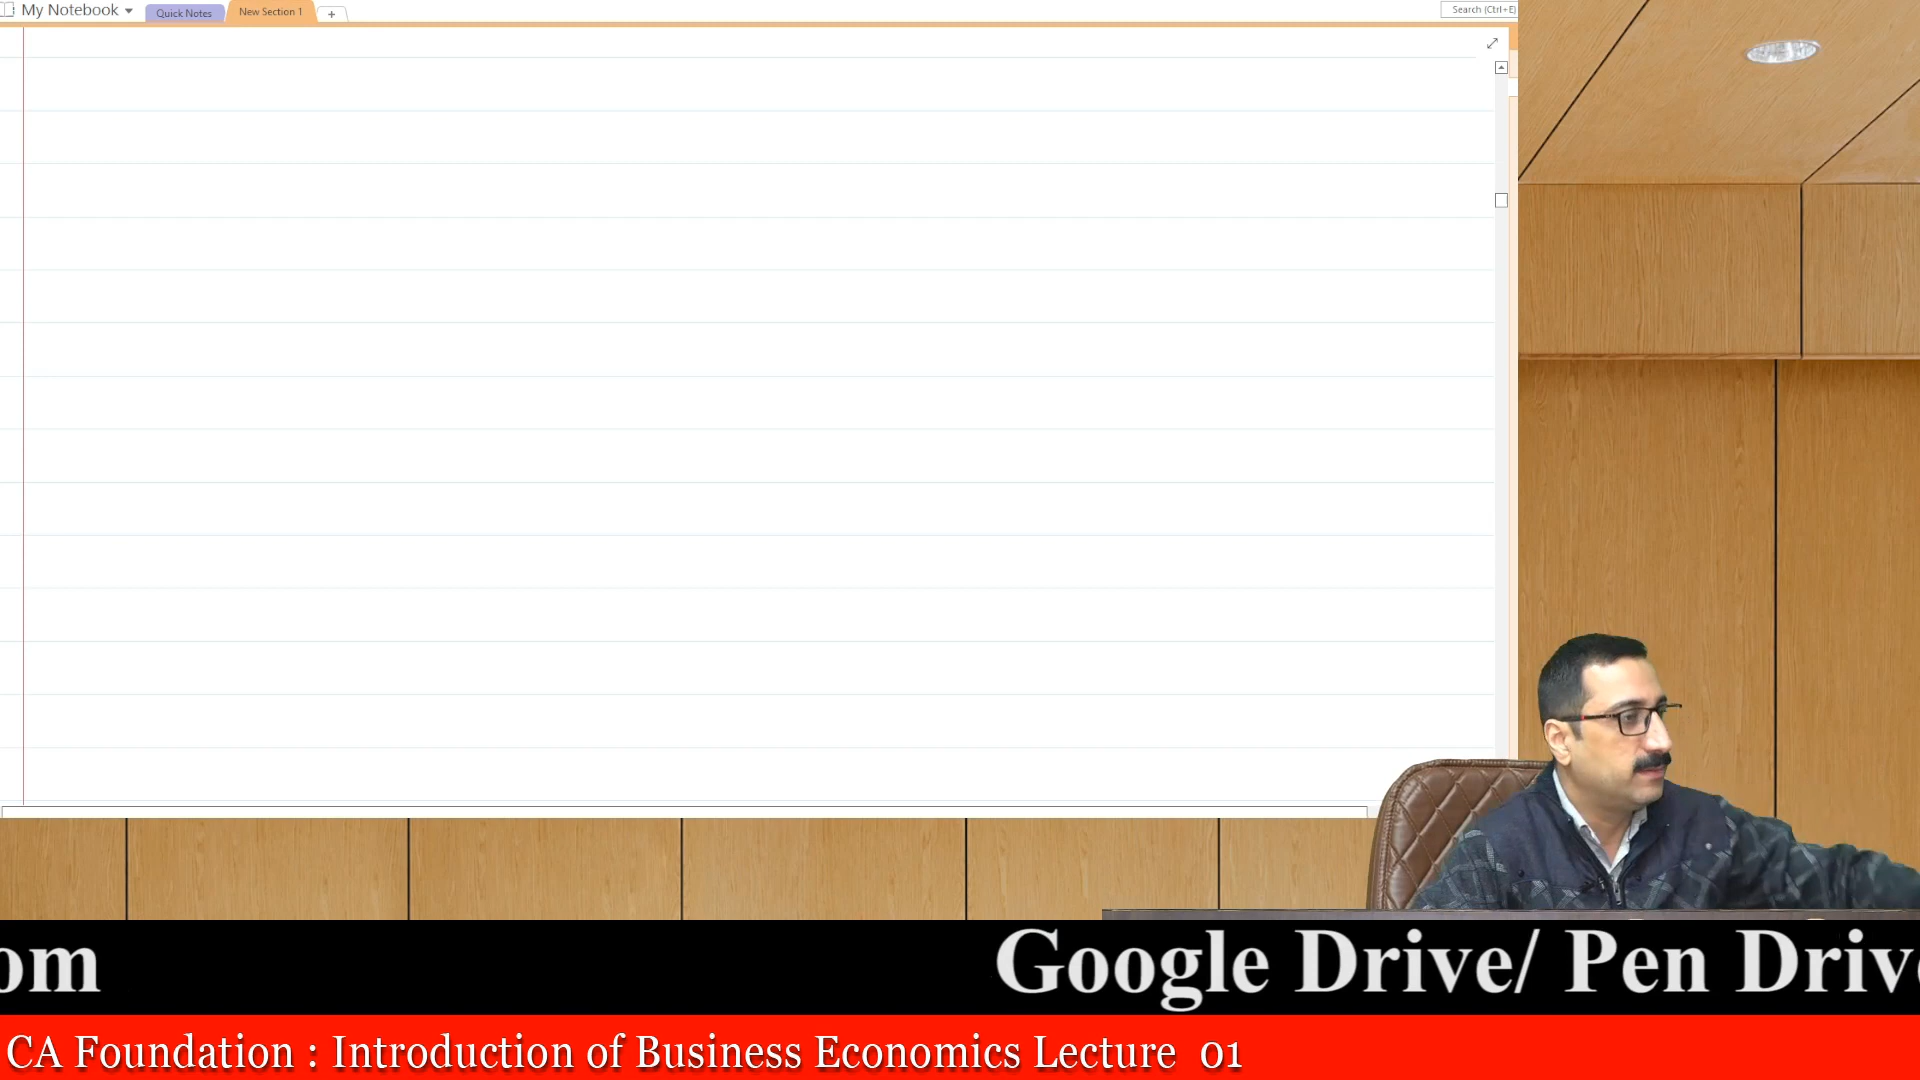 My Notebook
Quick Notes
New Section 1
+
Search (Ctrl+E)
om Google Drive/ Pen Drive
CA Foundation : Introduction of Business Economics Lecture 01